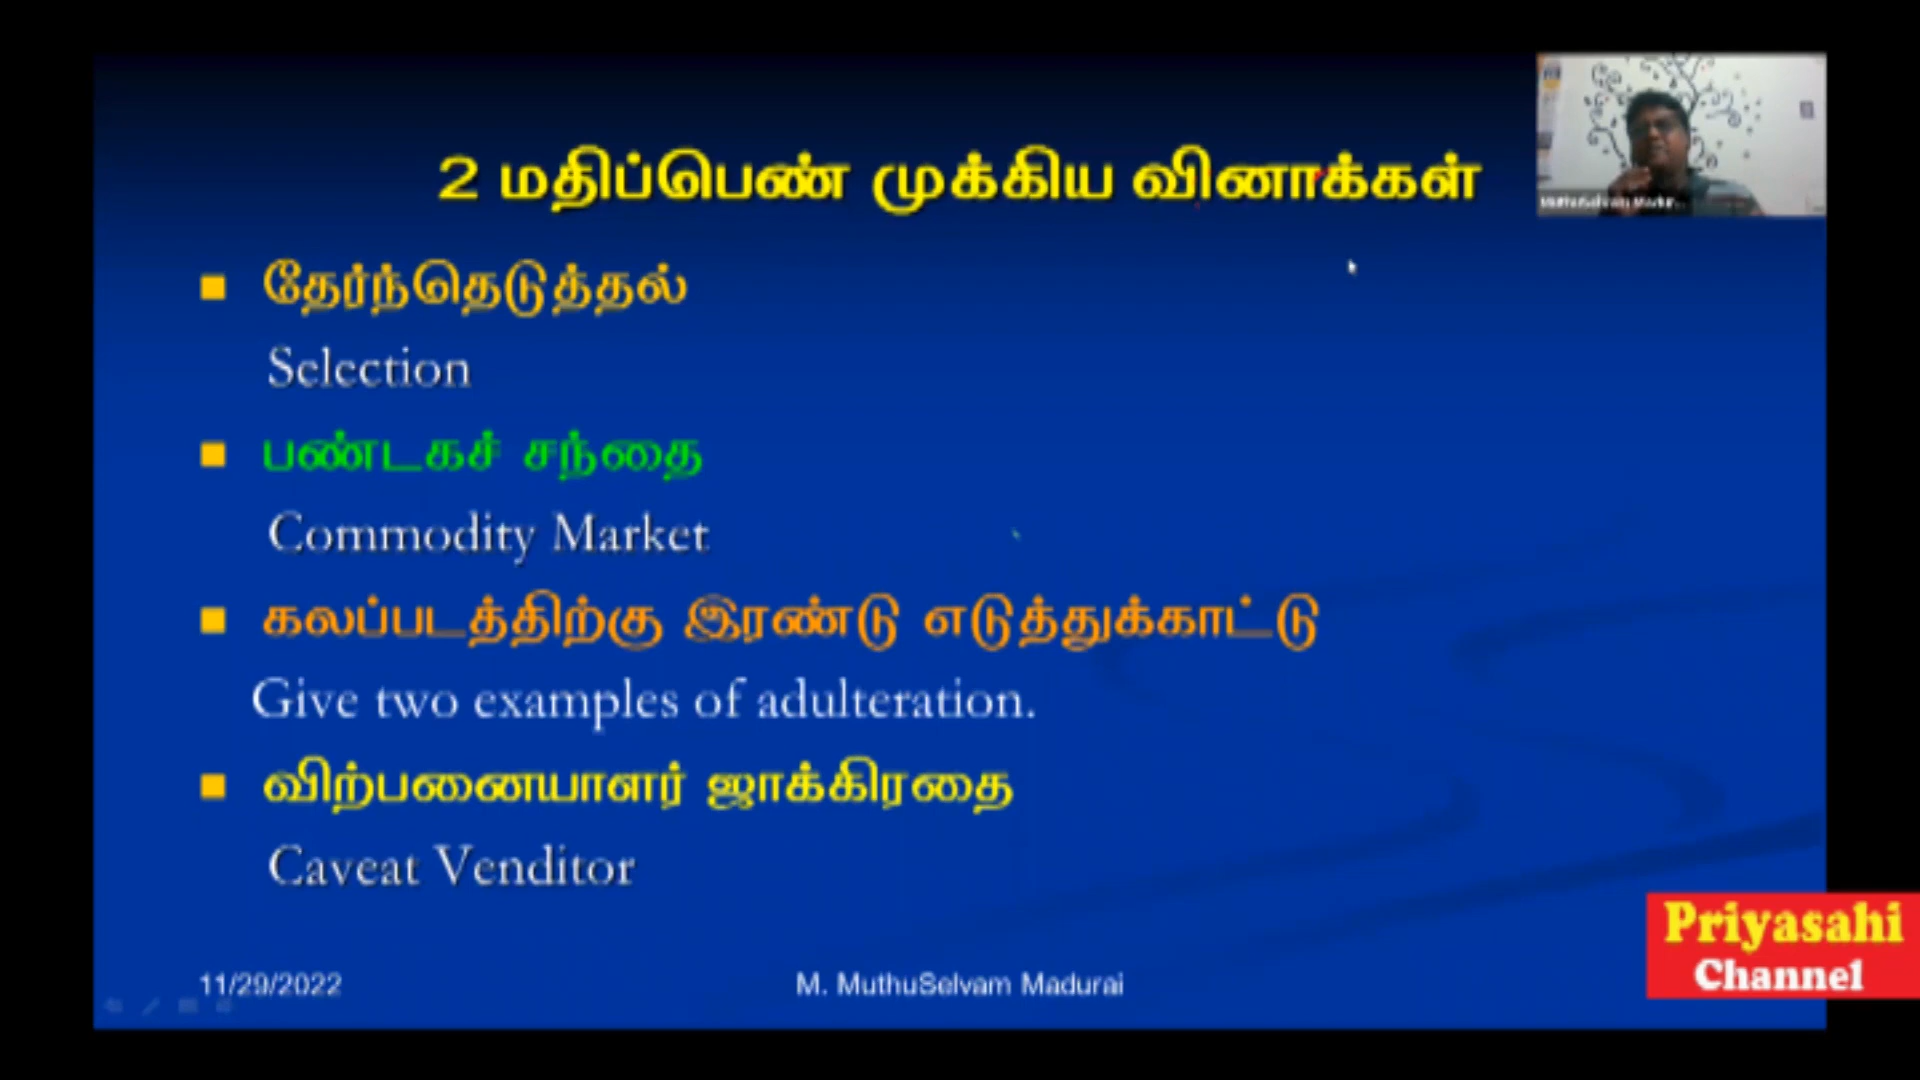 2 மதிப்பெண் முக்கிய வினாக்கள்
தேர்ந்தெடுத்தல்
Selection
பண்டகச் சந்தை
Commodity Market
கலப்படத்திற்கு இரண்டு எடுத்துக்காட்டு
Give two examples of adulteration.
விற்பனையாளர் ஜாக்கிரதை
Caveat Venditor
11/29/2022
M. MuthuSelvam Madurai
Priyasahi
Channel